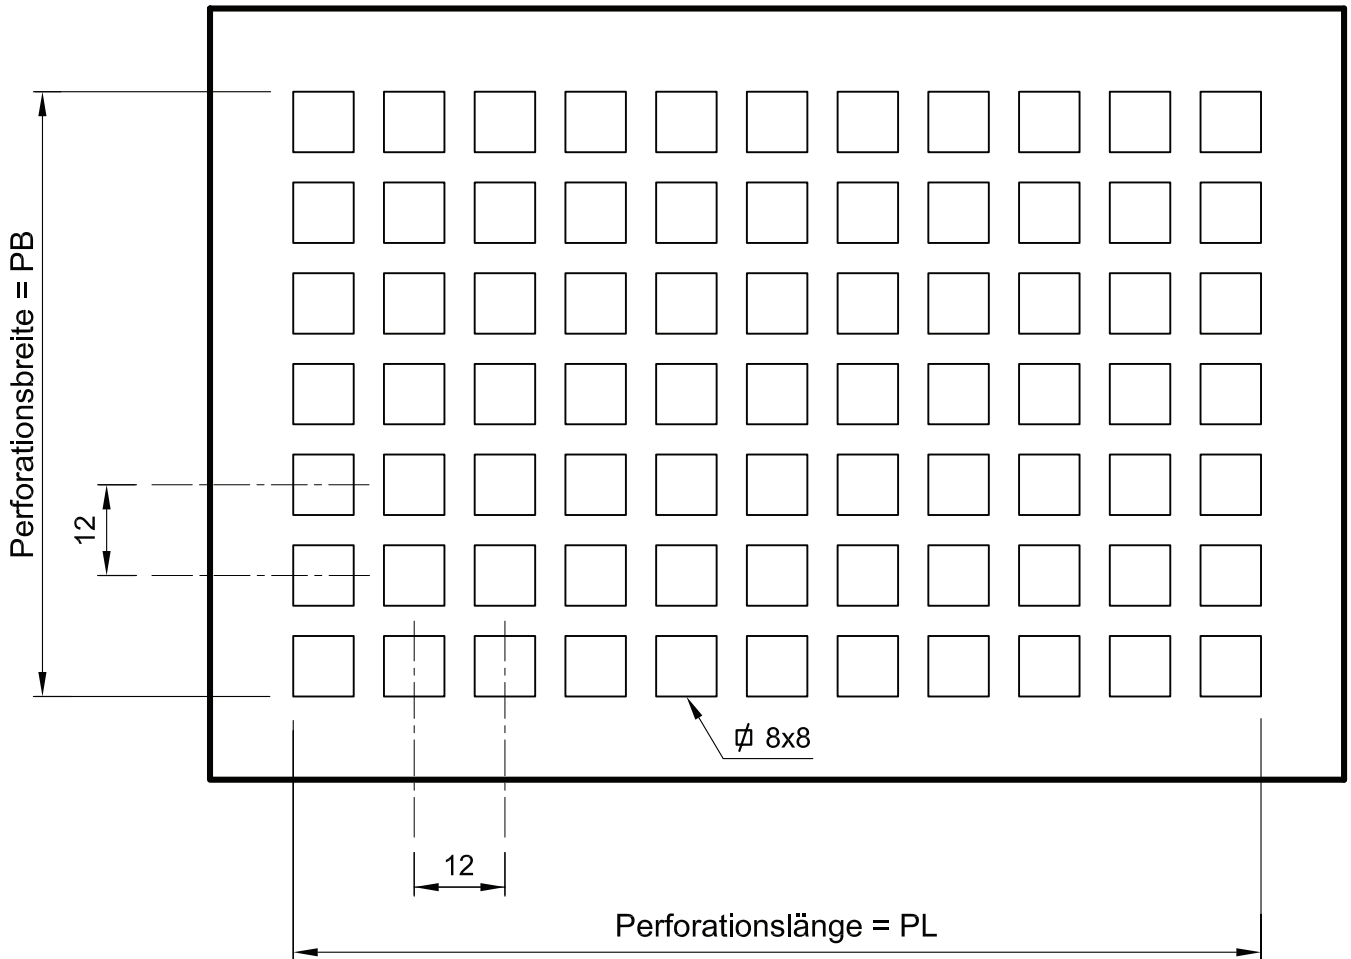 Perforationsbreite = PB
12
⌀ 8x8
12
Perforationslänge = PL